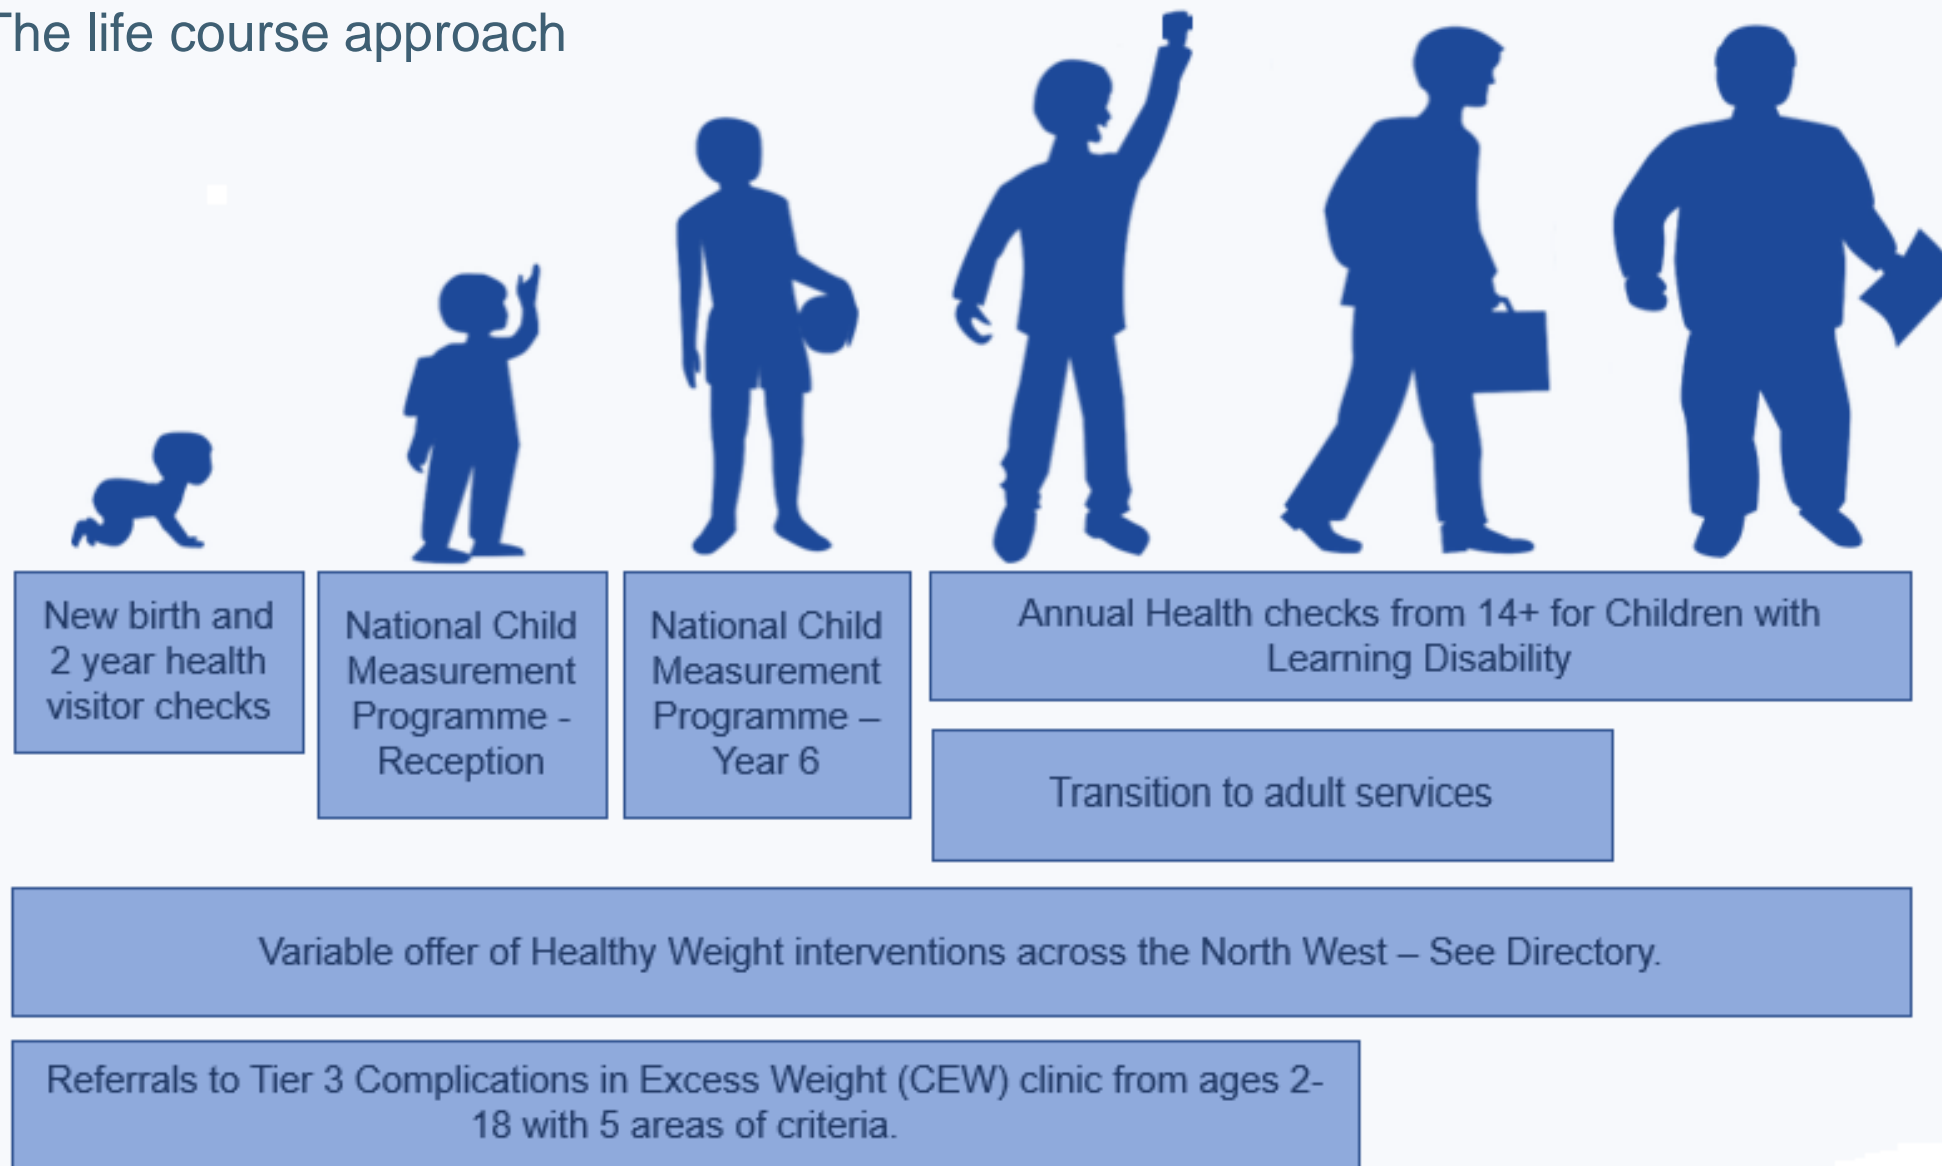 The life course approach
New birth and
2 year health
visitor checks
National Child
Measurement
Programme -
Reception
National Child
Measurement
Programme –
Year 6
Annual Health checks from 14+ for Children with
Learning Disability
Transition to adult services
Variable offer of Healthy Weight interventions across the North West – See Directory.
Referrals to Tier 3 Complications in Excess Weight (CEW) clinic from ages 2-
18 with 5 areas of criteria.